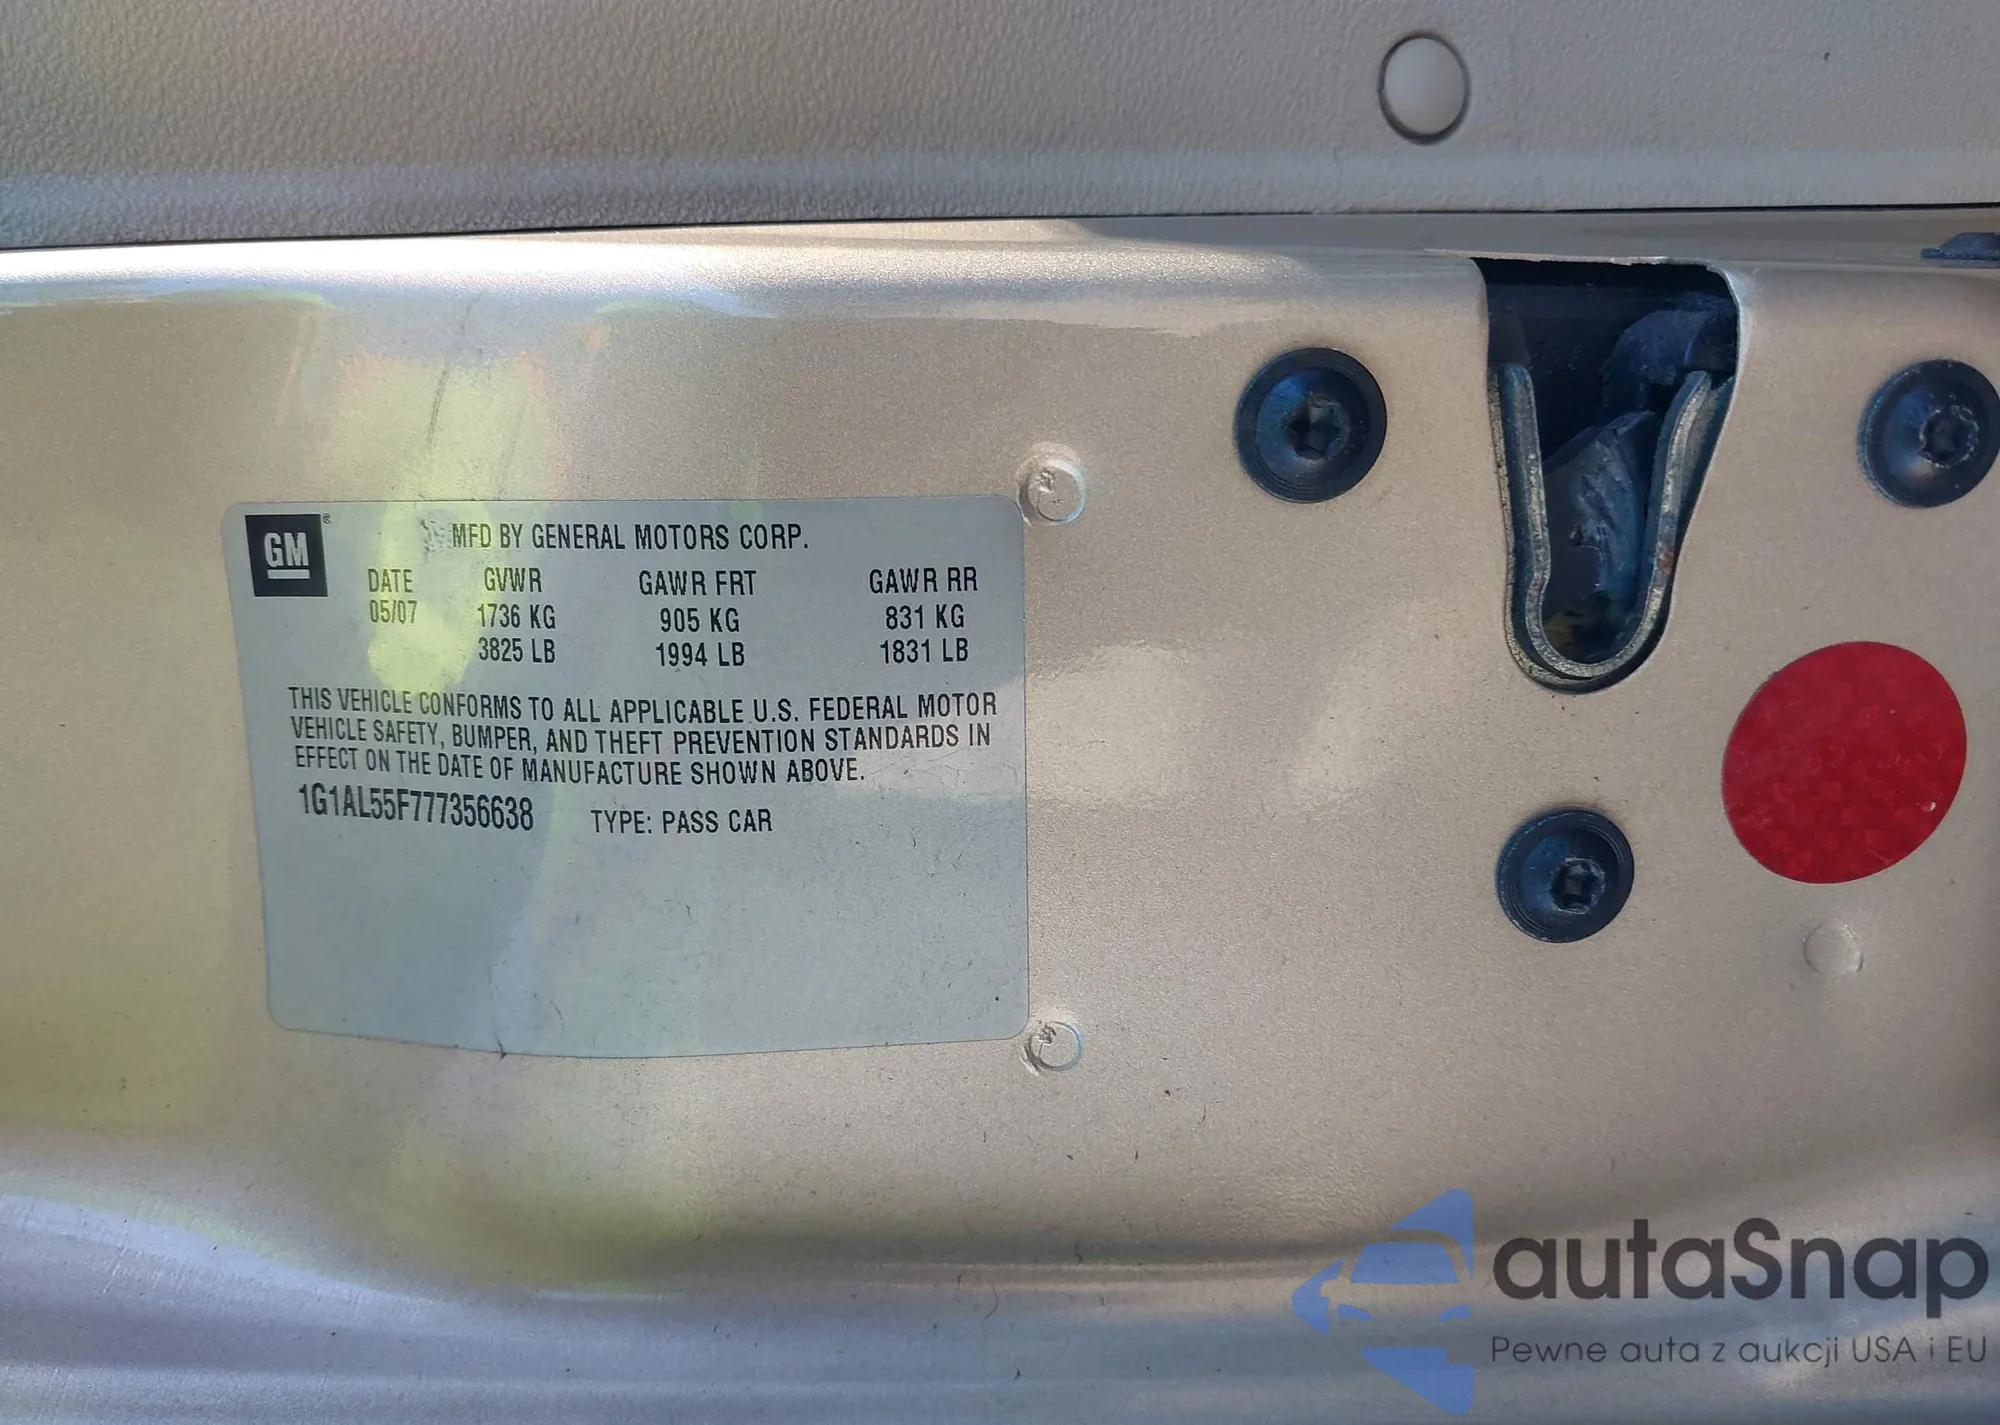 GM ®
MFD BY GENERAL MOTORS CORP.
DATE GVWR GAWR FRT GAWR RR
05/07 1736 KG 905 KG 831 KG
3825 LB 1994 LB 1831 LB
THIS VEHICLE CONFORMS TO ALL APPLICABLE U.S. FEDERAL MOTOR
VEHICLE SAFETY, BUMPER, AND THEFT PREVENTION STANDARDS IN
EFFECT ON THE DATE OF MANUFACTURE SHOWN ABOVE.
1G1AL55F777356638 TYPE: PASS CAR
autaSnap
Pewne auta z aukcji USA i EU